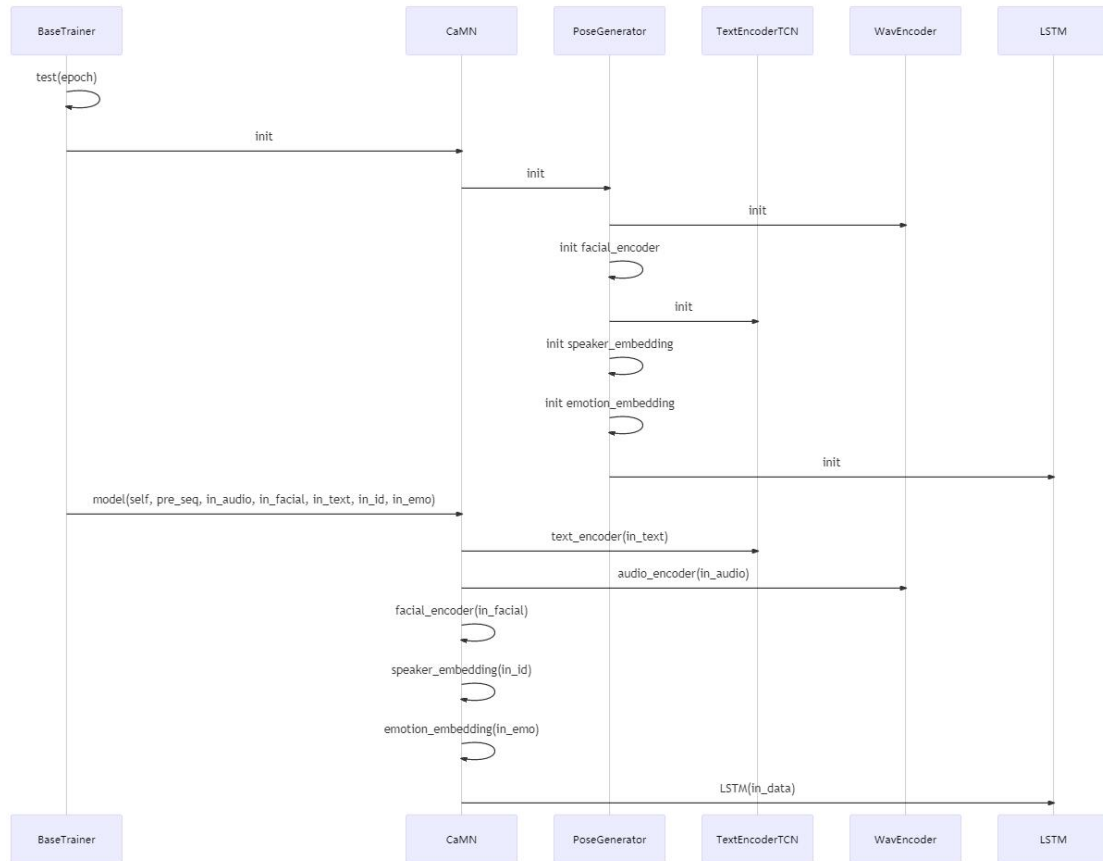 BaseTrainer CaMN PoseGenerator TextEncoderTCN WavEncoder LSTM
test(epoch)
init
init
init
init facial_encoder
init
init speaker_embedding
init emotion_embedding
init
model(self, pre_seq, in_audio, in_facial, in_text, in_id, in_emo)
text_encoder(in_text)
audio_encoder(in_audio)
facial_encoder(in_facial)
speaker_embedding(in_id)
emotion_embedding(in_emo)
LSTM(in_data)
BaseTrainer CaMN PoseGenerator TextEncoderTCN WavEncoder LSTM